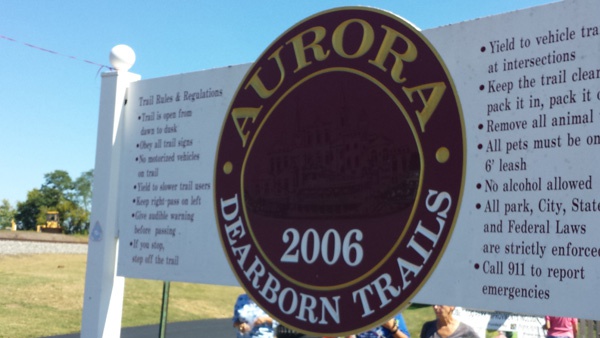 AURORA
2006
DEARBORN TRAILS
Trail Rules & Regulations
• Trail is open from
dawn to dusk
• Obey all trail signs
• No motorized vehicles
on trail
• Yield to slower trail users
• Keep right pass on left
• Give audible warning
before passing
• If you stop,
step off the trail
• Yield to vehicle tra
at intersections
• Keep the trail clean
pack it in, pack it o
• Remove all animal
• All pets must be on
6' leash
• No alcohol allowed
• All park, City, State
and Federal Laws
are strictly enforced
• Call 911 to report
emergencies